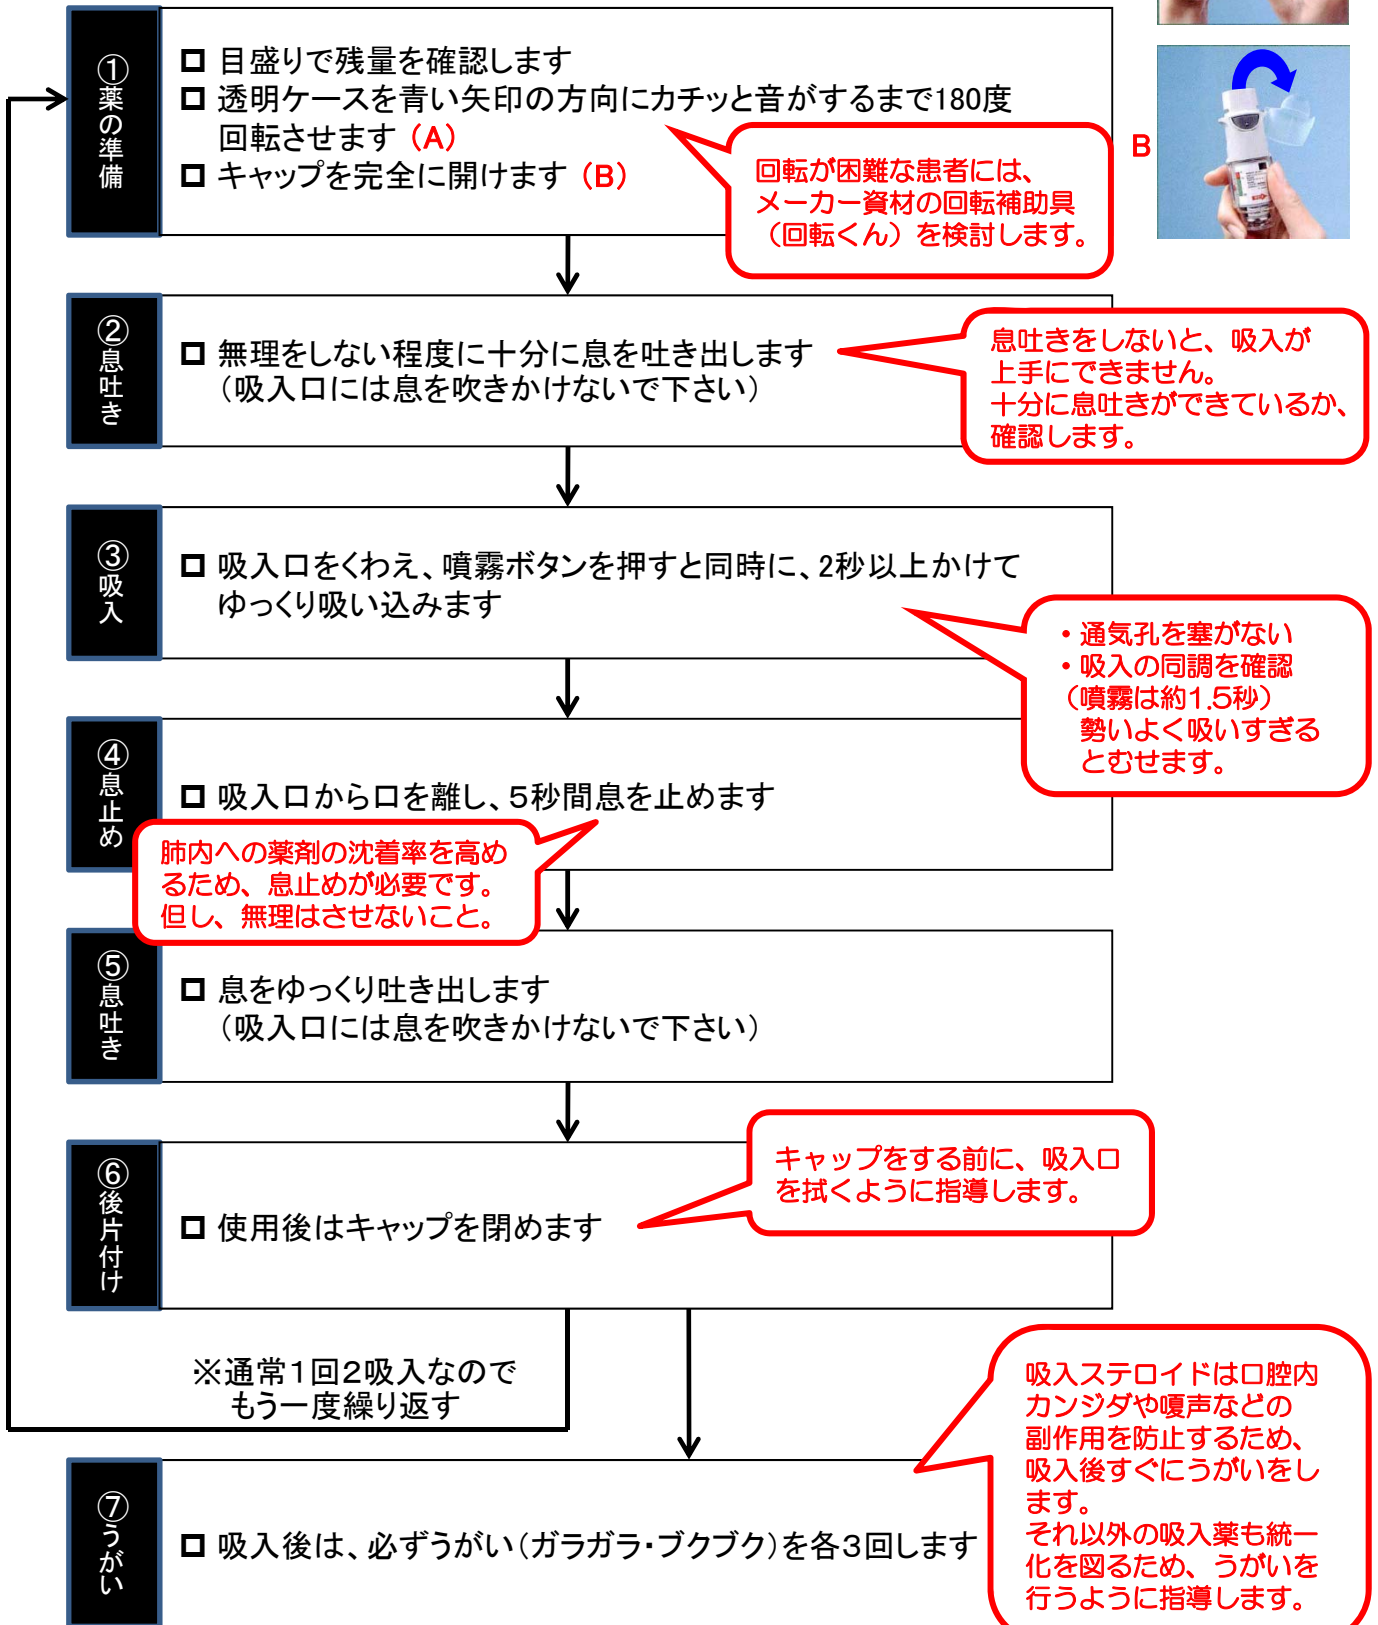 ①薬の準備
□ 目盛りで残量を確認します
□ 透明ケースを青い矢印の方向にカチッと音がするまで180度
回転させます (A)
□ キャップを完全に開けます (B)
回転が困難な患者には、
メーカー資材の回転補助具
（回転くん）を検討します。
B
②息吐き
□ 無理をしない程度に十分に息を吐き出します
（吸入口には息を吹きかけないで下さい）
息吐きをしないと、吸入が
上手にできません。
十分に息吐きができているか、
確認します。
③吸入
□ 吸入口をくわえ、噴霧ボタンを押すと同時に、2秒以上かけて
ゆっくり吸い込みます
・通気孔を塞がない
・吸入の同調を確認
（噴霧は約1.5秒）
勢いよく吸いすぎる
とむせます。
④息止め
□ 吸入口から口を離し、5秒間息を止めます
肺内への薬剤の沈着率を高め
るため、息止めが必要です。
但し、無理はさせないこと。
⑤息吐き
□ 息をゆっくり吐き出します
（吸入口には息を吹きかけないで下さい）
⑥後片付け
□ 使用後はキャップを閉めます
キャップをする前に、吸入口
を拭くように指導します。
※通常1回2吸入なので
もう一度繰り返す
⑦うがい
□ 吸入後は、必ずうがい（ガラガラ・ブクブク）を各3回します
吸入ステロイドは口腔内
カンジダや嗄声などの
副作用を防止するため、
吸入後すぐにうがいをし
ます。
それ以外の吸入薬も統一
化を図るため、うがいを
行うように指導します。